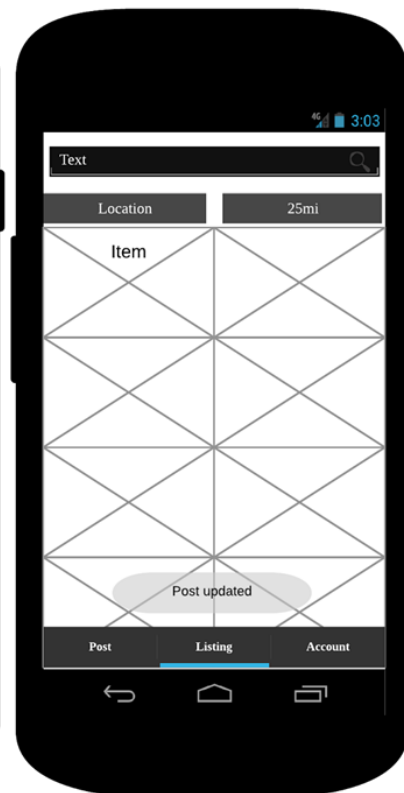 4G 3:03
Text
Location 25mi
Item
Post updated
Post Listing Account